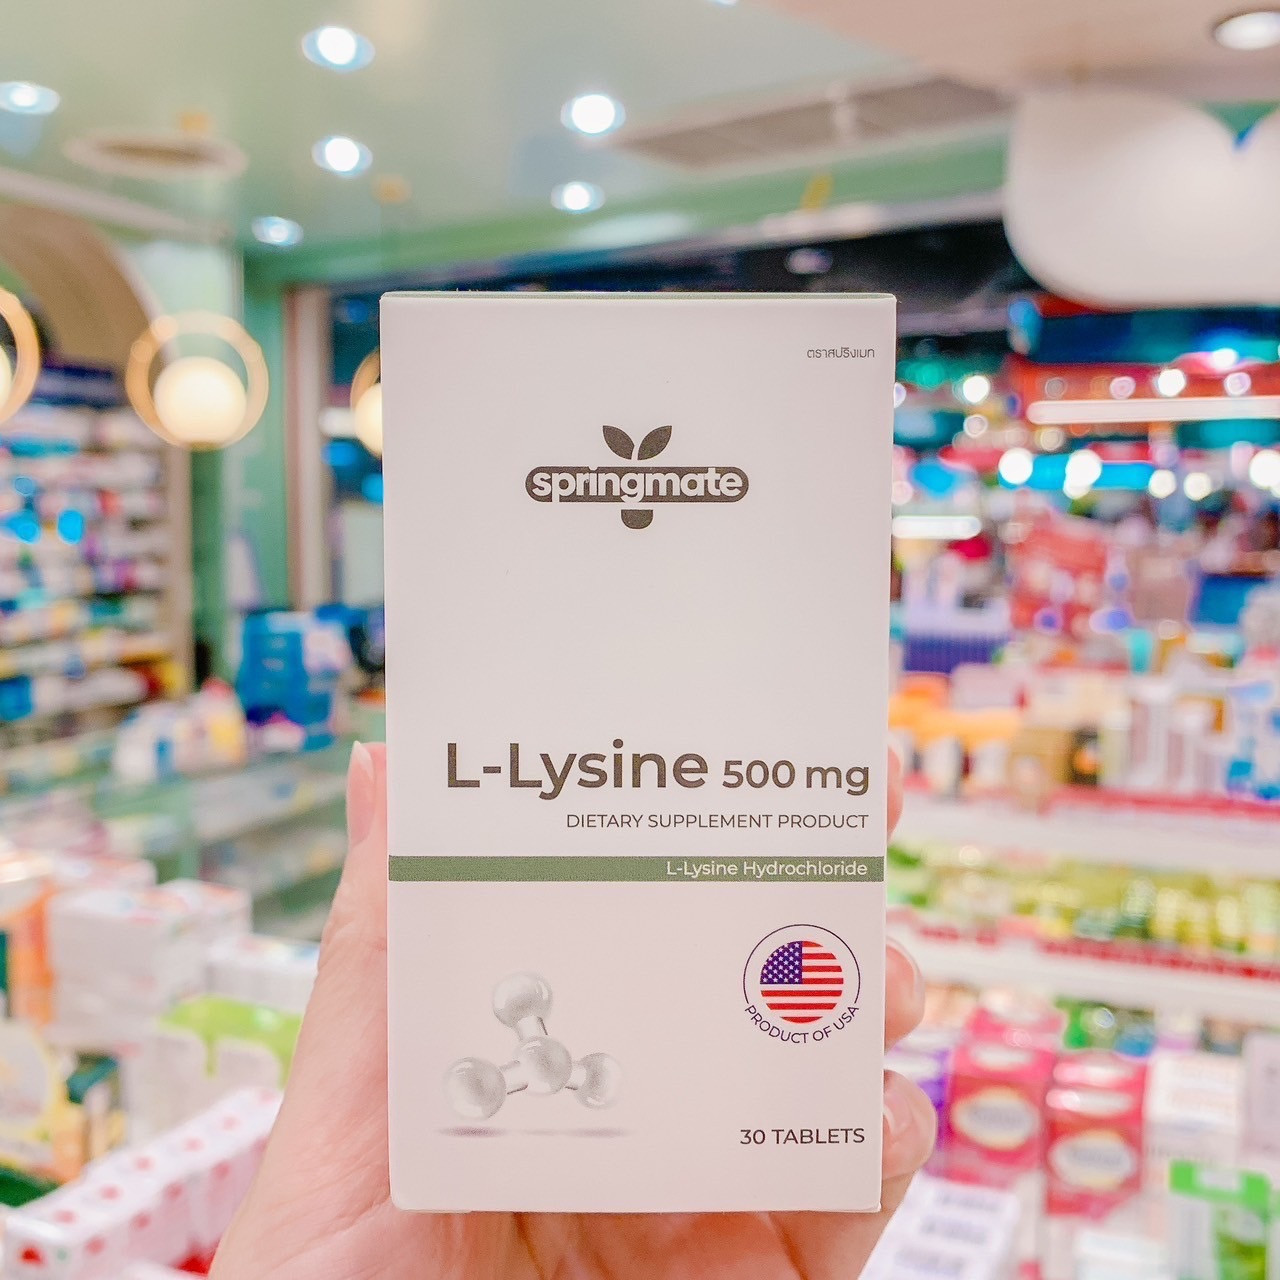 ตราสปริงเมท
springmate
L-Lysine 500 mg
DIETARY SUPPLEMENT PRODUCT
L-Lysine Hydrochloride
PRODUCT OF USA
30 TABLETS